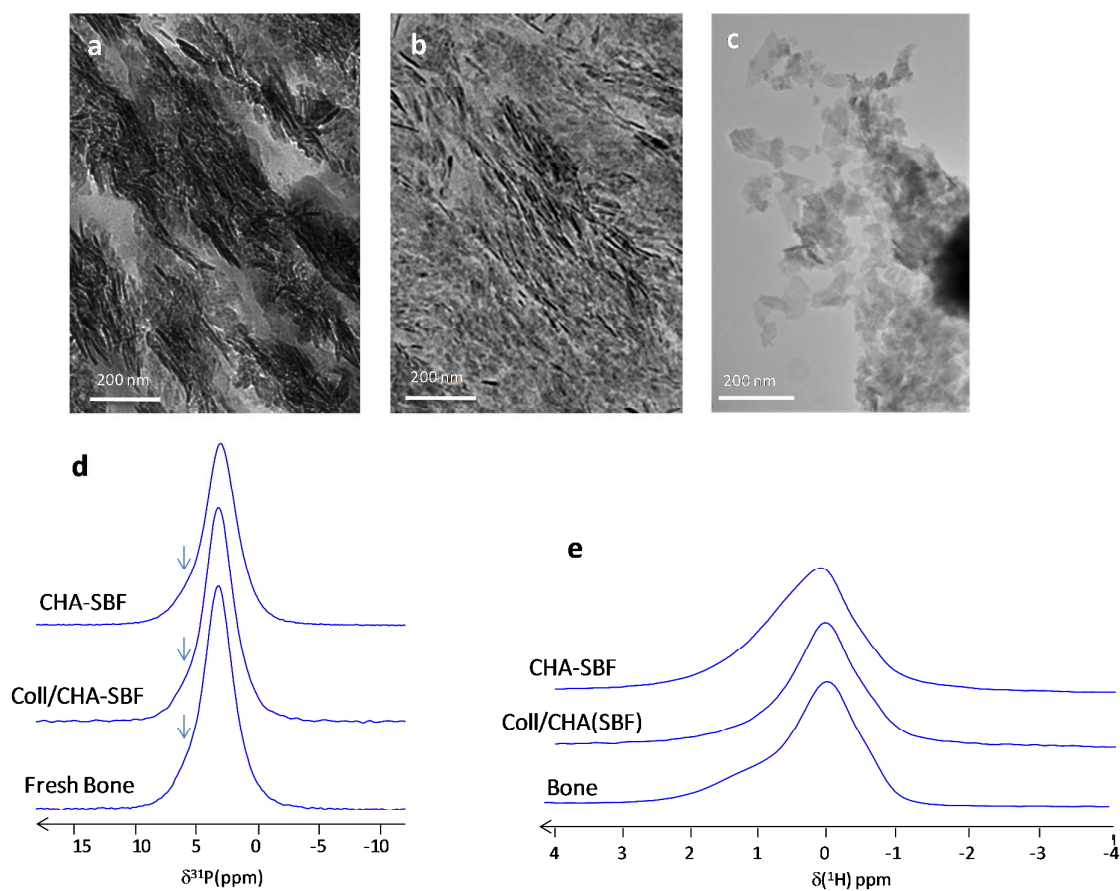 a
b
c
200 nm
200 nm
200 nm
d
CHA-SBF
Coll/CHA-SBF
Fresh Bone
15 10 5 0 -5 -10
δ³¹P(ppm)
e
CHA-SBF
Coll/CHA(SBF)
Bone
4 3 2 1 0 -1 -2 -3 -4
δ(¹H) ppm